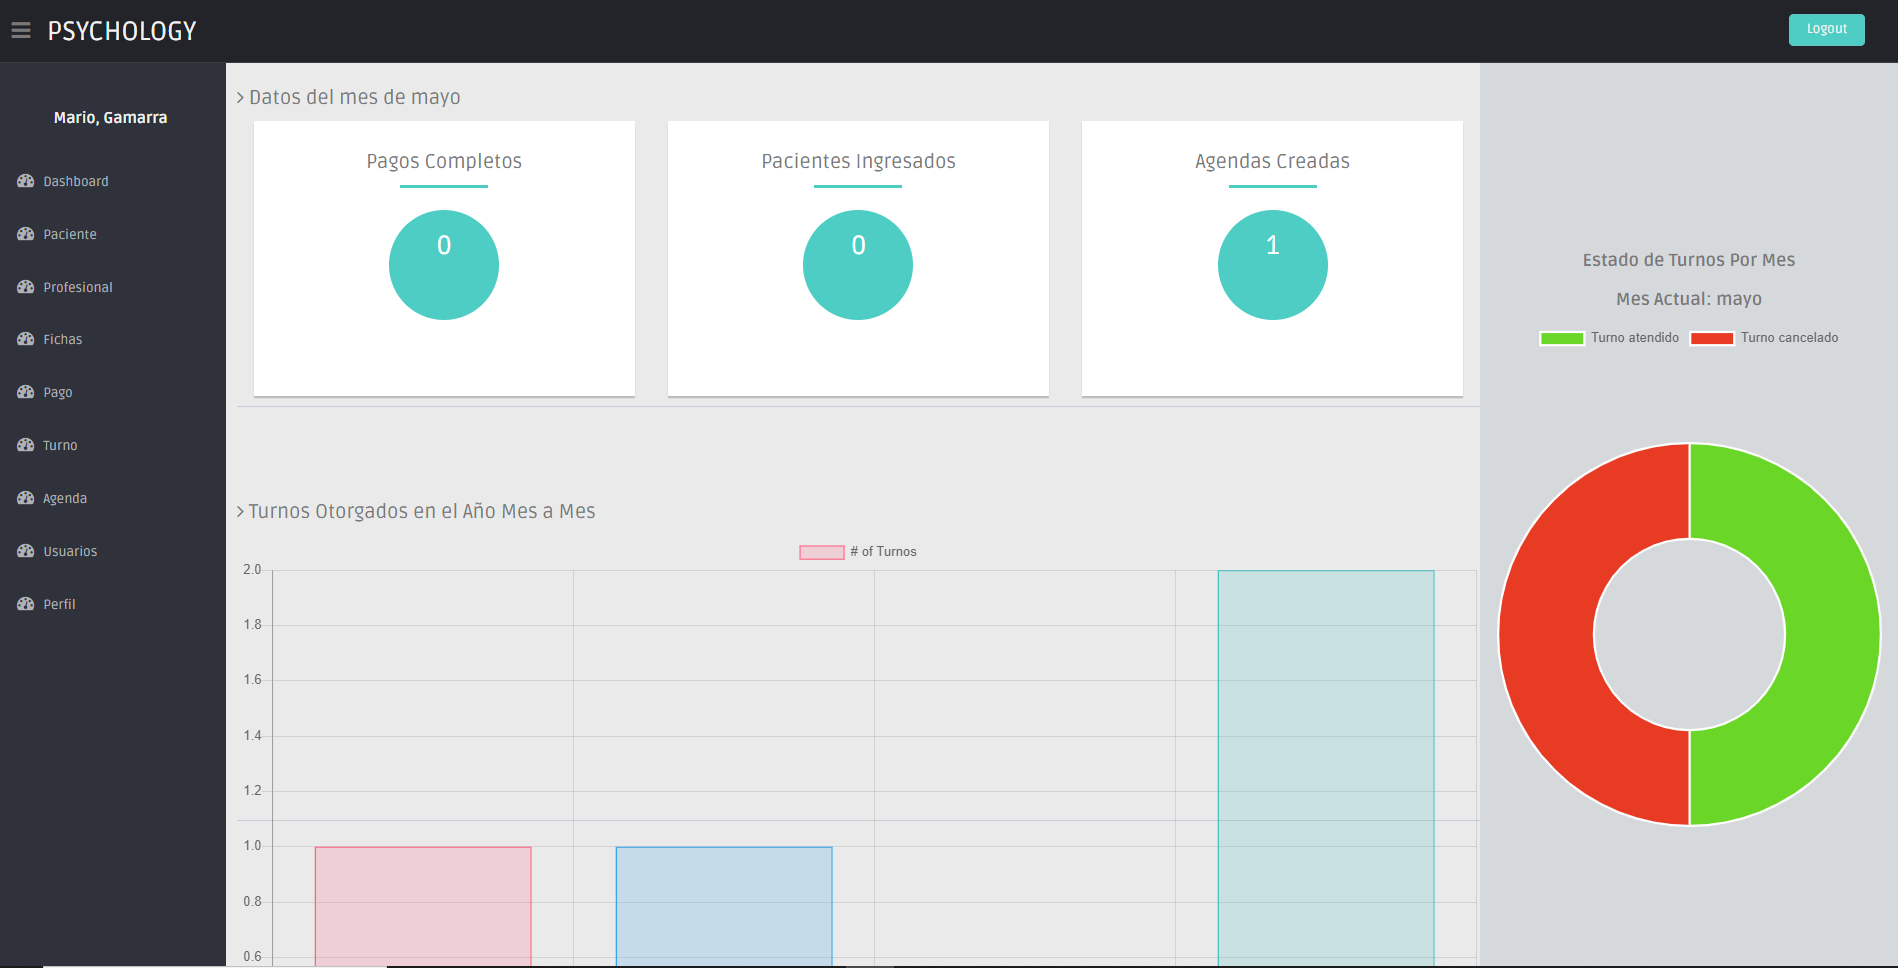 PSYCHOLOGY
Logout
Mario, Gamarra
Dashboard
Paciente
Profesional
Fichas
Pago
Turno
Agenda
Usuarios
Perfil
Datos del mes de mayo
Pagos Completos
0
Pacientes Ingresados
0
Agendas Creadas
1
Turnos Otorgados en el Año Mes a Mes
# of Turnos
2.0
1.8
1.6
1.4
1.2
1.0
0.8
0.6
Estado de Turnos Por Mes
Mes Actual: mayo
Turno atendido
Turno cancelado